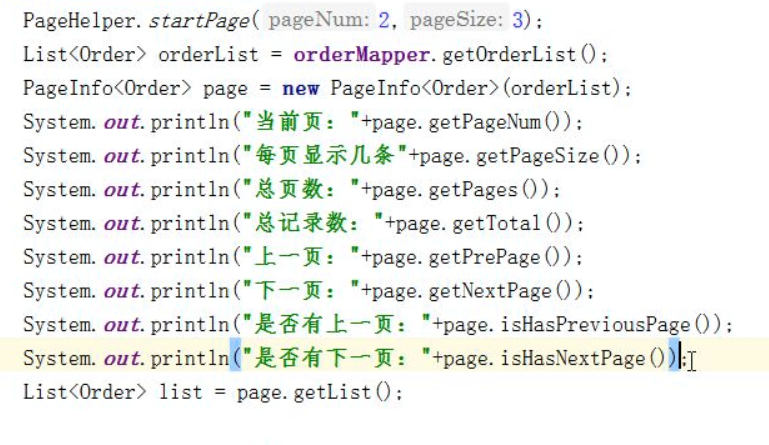 PageHelper.startPage( pageNum: 2, pageSize: 3);
List<Order> orderList = orderMapper.getOrderList();
PageInfo<Order> page = new PageInfo<Order>(orderList);
System.out.println("当前页："+page.getPageNum());
System.out.println("每页显示几条"+page.getPageSize());
System.out.println("总页数："+page.getPages());
System.out.println("总记录数："+page.getTotal());
System.out.println("上一页："+page.getPrePage());
System.out.println("下一页："+page.getNextPage());
System.out.println("是否有上一页："+page.isHasPreviousPage());
System.out.println("是否有下一页："+page.isHasNextPage());
List<Order> list = page.getList();